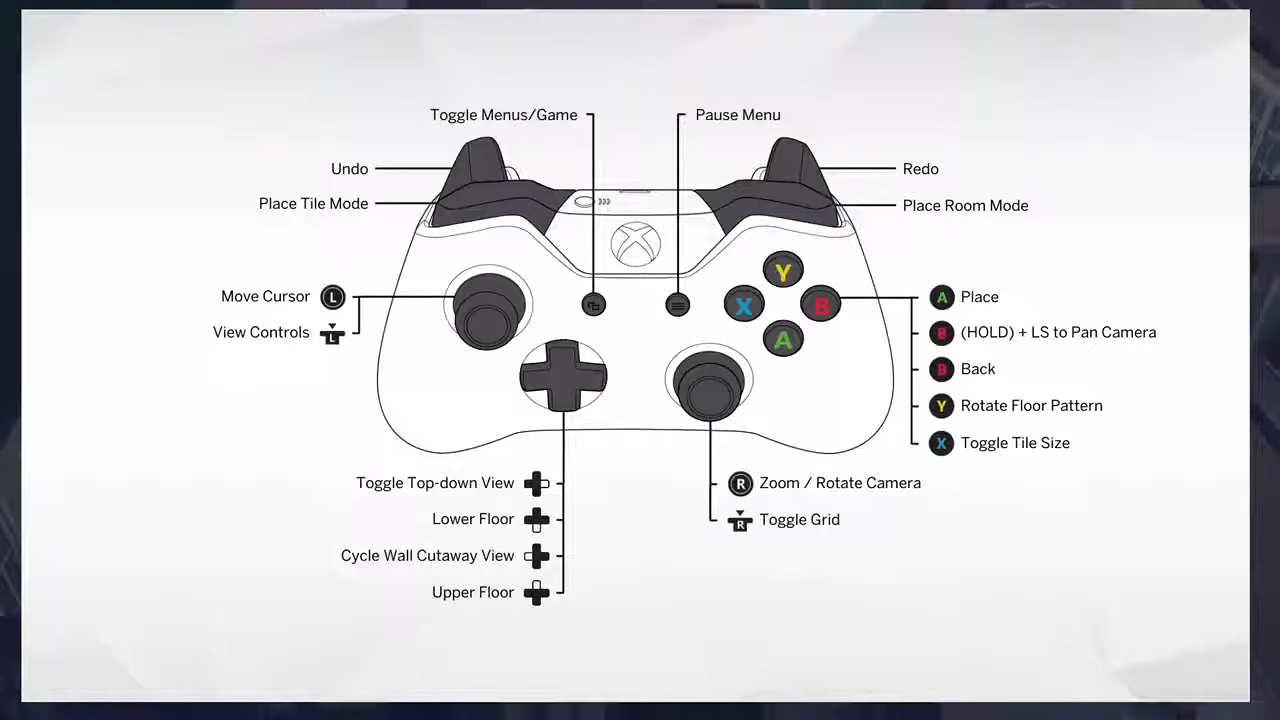 Toggle Menus/Game
Pause Menu
Undo
Redo
Place Tile Mode
Place Room Mode
Y
X
B
A
Move Cursor L
View Controls L
A Place
B (HOLD) + LS to Pan Camera
B Back
Y Rotate Floor Pattern
X Toggle Tile Size
Toggle Top-down View
Lower Floor
Cycle Wall Cutaway View
Upper Floor
R Zoom / Rotate Camera
R Toggle Grid